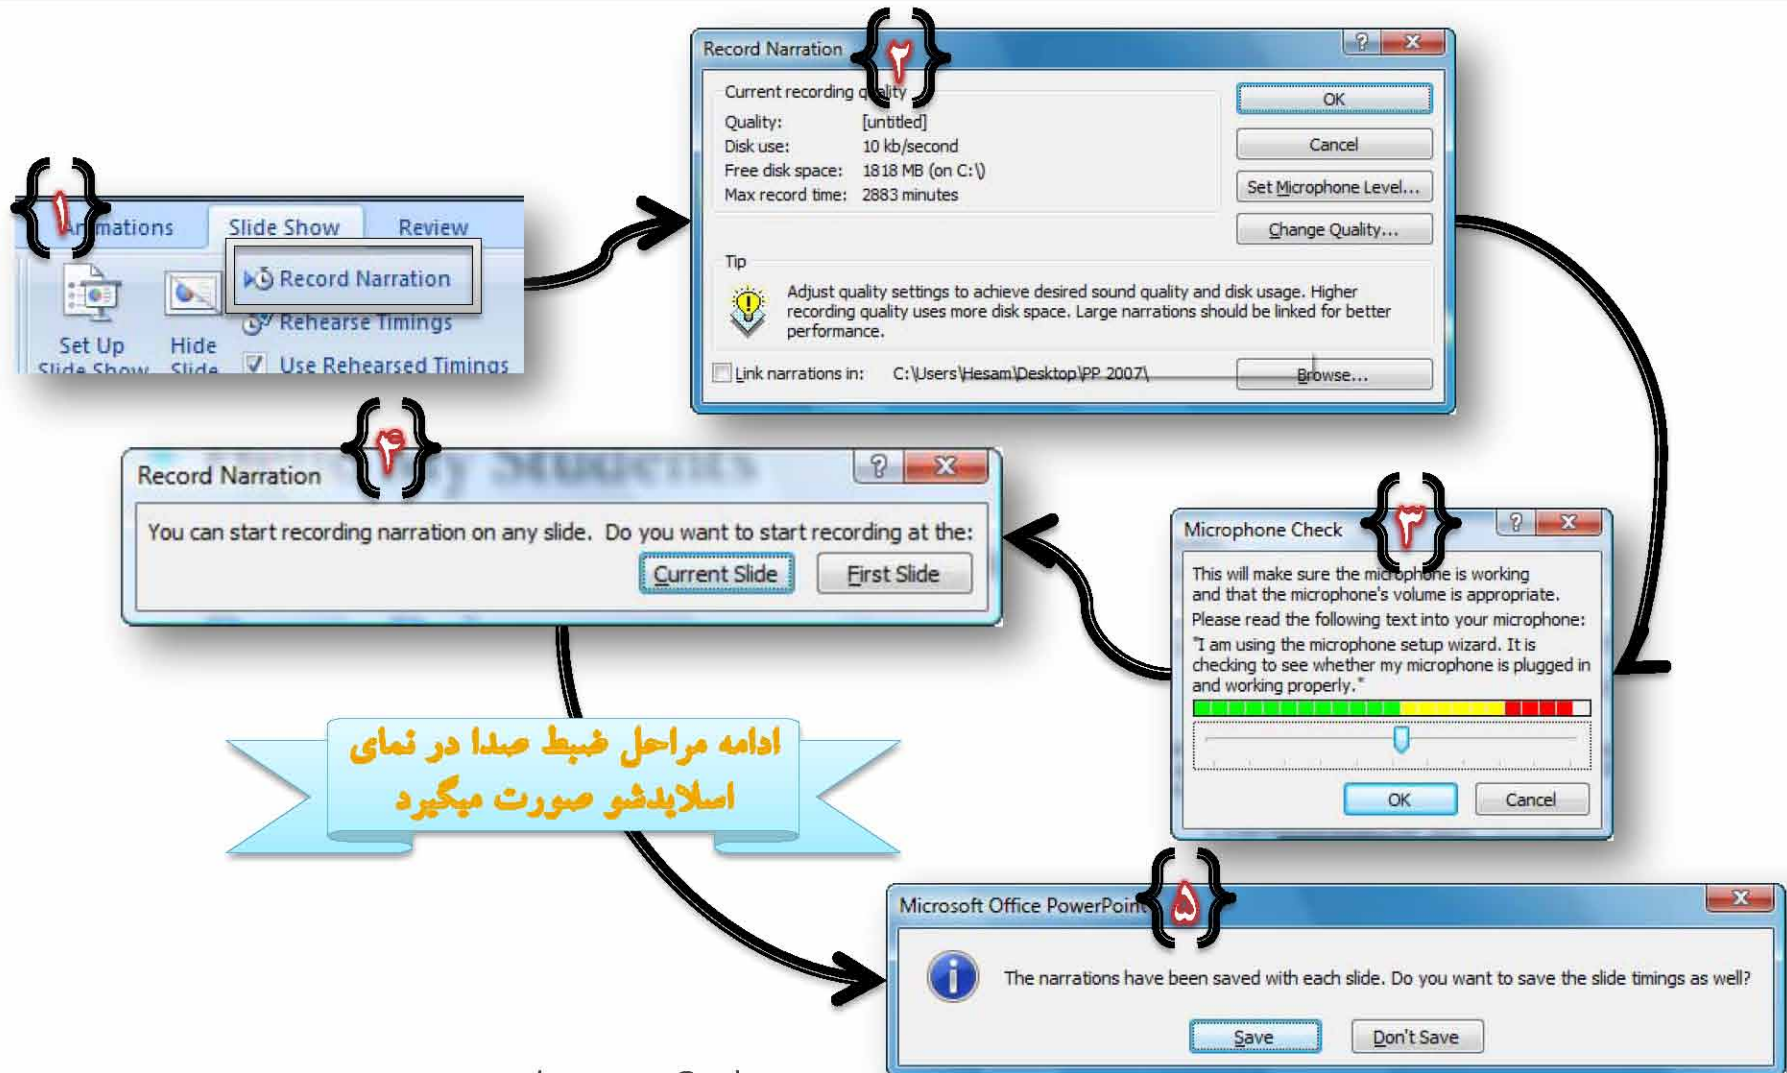 {۱}
Animations Slide Show Review
Record Narration
Rehearse Timings
Use Rehearsed Timings
Set Up
Slide Show
Hide
Slide
{۲}
Record Narration
Current recording quality
Quality: [untitled]
Disk use: 10 kb/second
Free disk space: 1818 MB (on C:\)
Max record time: 2883 minutes
OK
Cancel
Set Microphone Level...
Change Quality...
Tip
Adjust quality settings to achieve desired sound quality and disk usage. Higher
recording quality uses more disk space. Large narrations should be linked for better
performance.
Link narrations in: C:\Users\Hesam\Desktop\PP 2007\
Browse...
{۳}
Microphone Check
This will make sure the microphone is working
and that the microphone's volume is appropriate.
Please read the following text into your microphone:
"I am using the microphone setup wizard. It is
checking to see whether my microphone is plugged in
and working properly."
OK Cancel
{۴}
Students
Record Narration
You can start recording narration on any slide. Do you want to start recording at the:
Current Slide First Slide
ادامه مراحل ضبط صدا در نمای
اسلایدشو صورت میگیرد
{۵}
Microsoft Office PowerPoint
The narrations have been saved with each slide. Do you want to save the slide timings as well?
Save Don't Save